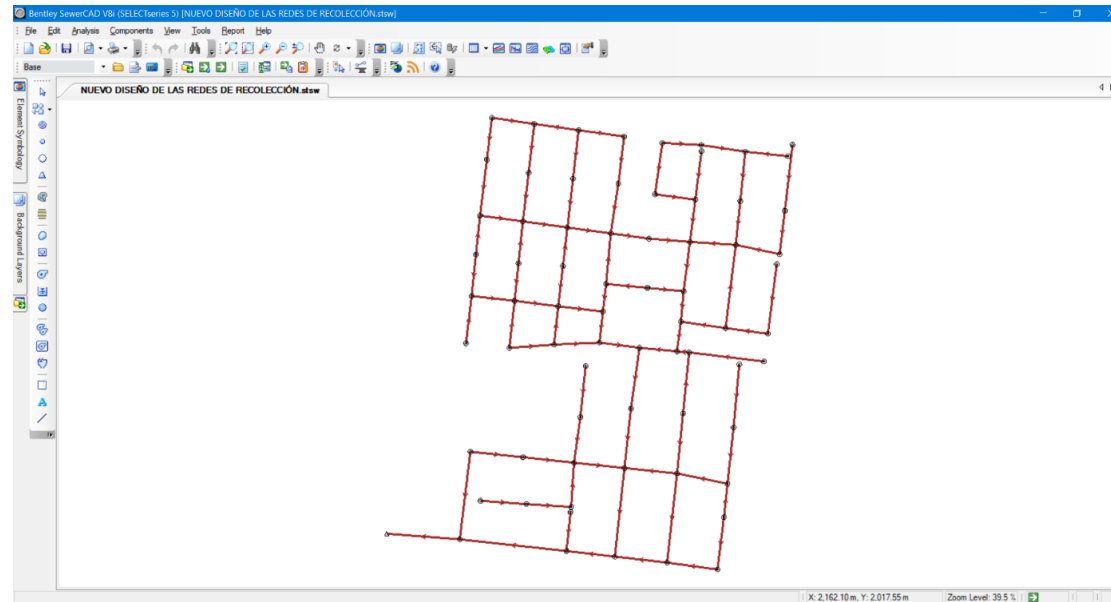 Bentley SewerCAD V8i (SELECTseries 5) [NUEVO DISEÑO DE LAS REDES DE RECOLECCIÓN.stsw]
File Edit Analysis Components View Tools Report Help
Base
NUEVO DISEÑO DE LAS REDES DE RECOLECCIÓN.stsw
Element Symbology
Background Layers
X: 2,162.10 m, Y: 2,017.55 m Zoom Level: 39.5 %